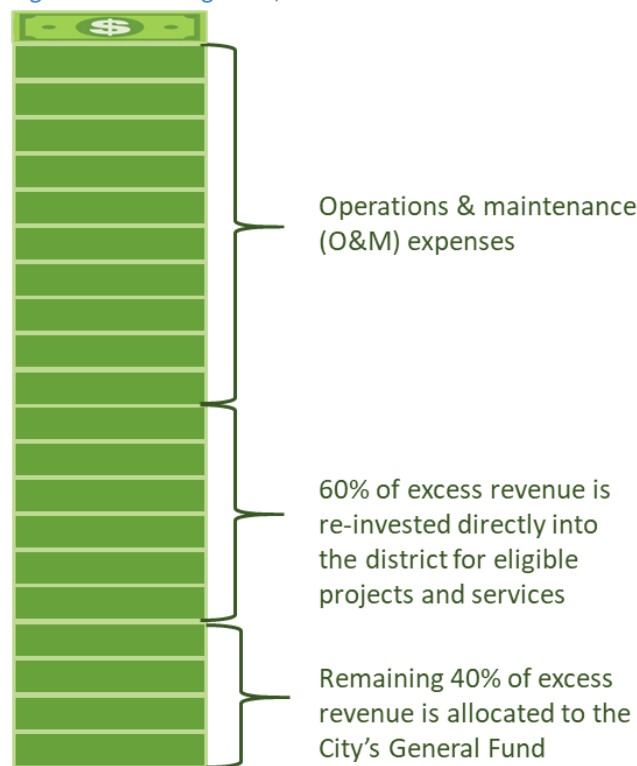 $
Operations & maintenance
(O&M) expenses
60% of excess revenue is
re-invested directly into
the district for eligible
projects and services
Remaining 40% of excess
revenue is allocated to the
City's General Fund